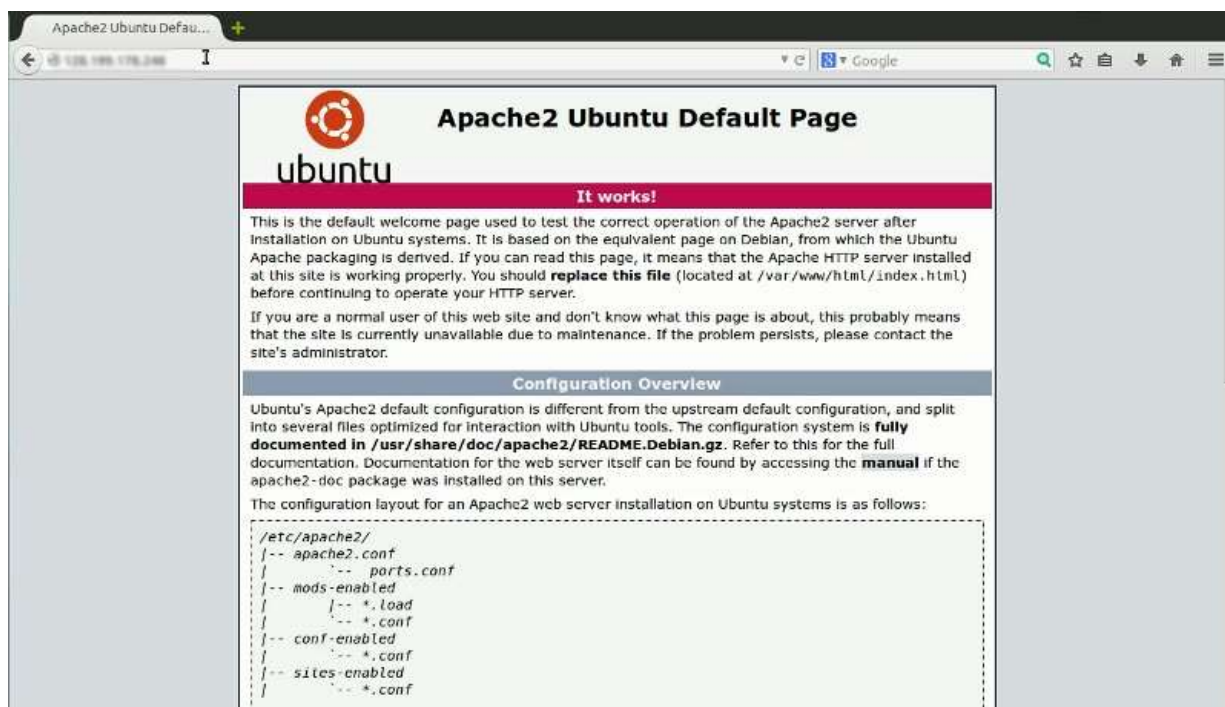 Apache2 Ubuntu Defau...
Google
Apache2 Ubuntu Default Page
ubuntu
It works!
This is the default welcome page used to test the correct operation of the Apache2 server after
installation on Ubuntu systems. It is based on the equivalent page on Debian, from which the Ubuntu
Apache packaging is derived. If you can read this page, it means that the Apache HTTP server installed
at this site is working properly. You should replace this file (located at /var/www/html/index.html)
before continuing to operate your HTTP server.
If you are a normal user of this web site and don't know what this page is about, this probably means
that the site is currently unavailable due to maintenance. If the problem persists, please contact the
site's administrator.
Configuration Overview
Ubuntu's Apache2 default configuration is different from the upstream default configuration, and split
into several files optimized for interaction with Ubuntu tools. The configuration system is fully
documented in /usr/share/doc/apache2/README.Debian.gz. Refer to this for the full
documentation. Documentation for the web server itself can be found by accessing the manual if the
apache2-doc package was installed on this server.
The configuration layout for an Apache2 web server installation on Ubuntu systems is as follows:
/etc/apache2/
|-- apache2.conf
|       `--  ports.conf
|-- mods-enabled
|       |-- *.load
|       `-- *.conf
|-- conf-enabled
|       `-- *.conf
|-- sites-enabled
|       `-- *.conf